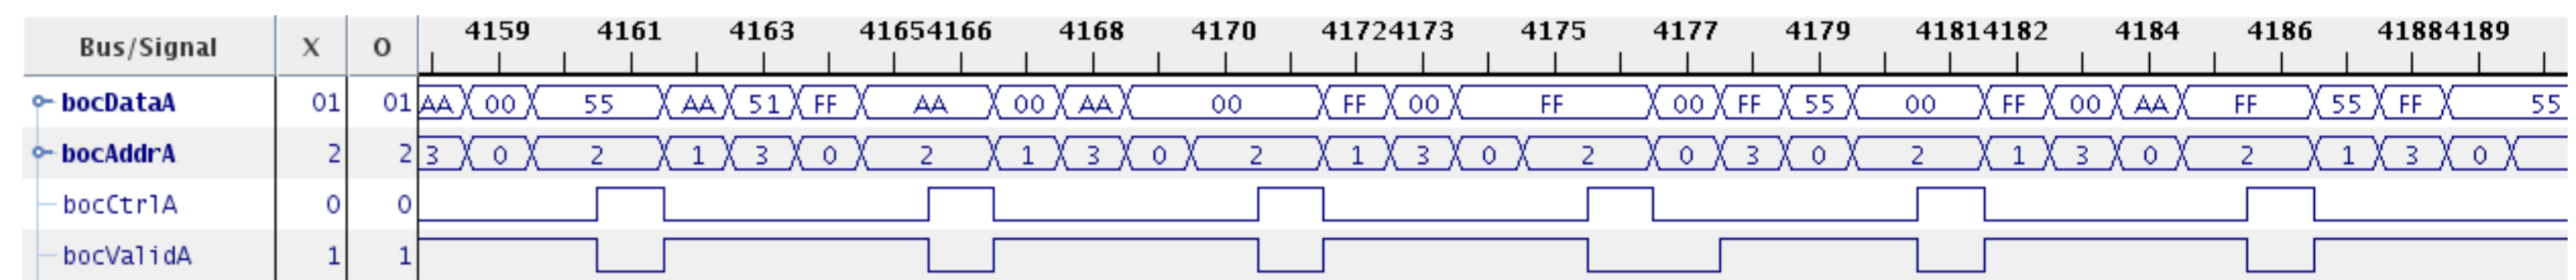 4159 4161 4163 41654166 4168 4170 41724173 4175 4177 4179 41814182 4184 4186 41884189
Bus/Signal X O
bocDataA 01 01 AA 00 55 AA 51 FF AA 00 AA 00 FF 00 FF 00 FF 55 00 FF 00 AA FF 55 FF 55
bocAddrA 2 2 3 0 2 1 3 0 2 1 3 0 2 1 3 0 2 0 3 0 2 1 3 0 2 1 3 0
bocCtrlA 0 0
bocValidA 1 1